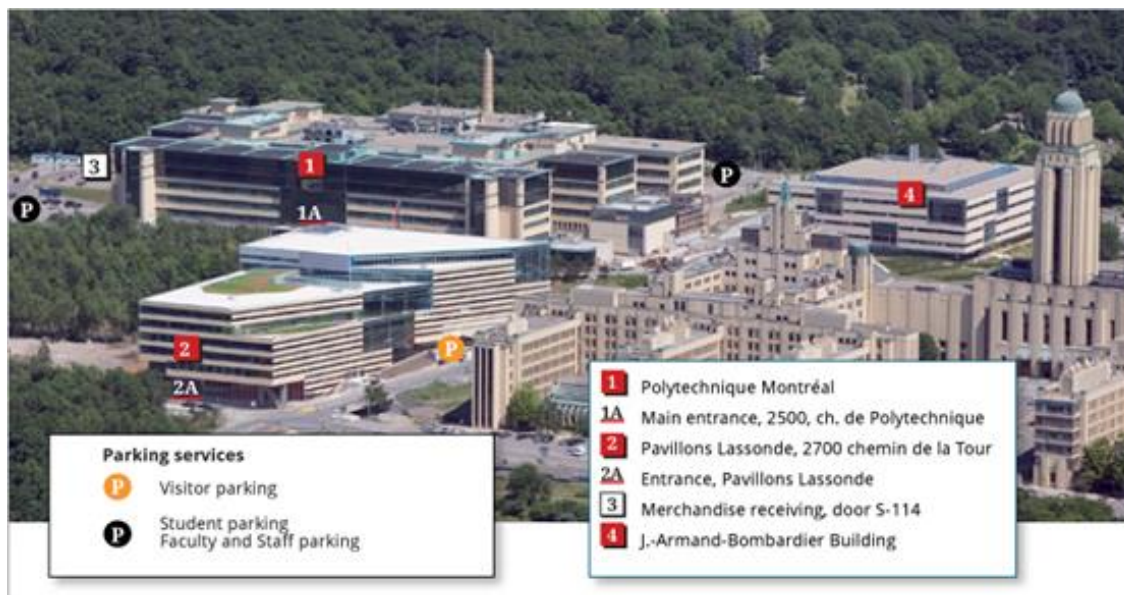 3
1
P
P
4
1A
2
P
2A
Parking services
P Visitor parking
P Student parking
Faculty and Staff parking
1 Polytechnique Montréal
1A Main entrance, 2500, ch. de Polytechnique
2 Pavillons Lassonde, 2700 chemin de la Tour
2A Entrance, Pavillons Lassonde
3 Merchandise receiving, door S-114
4 J.-Armand-Bombardier Building